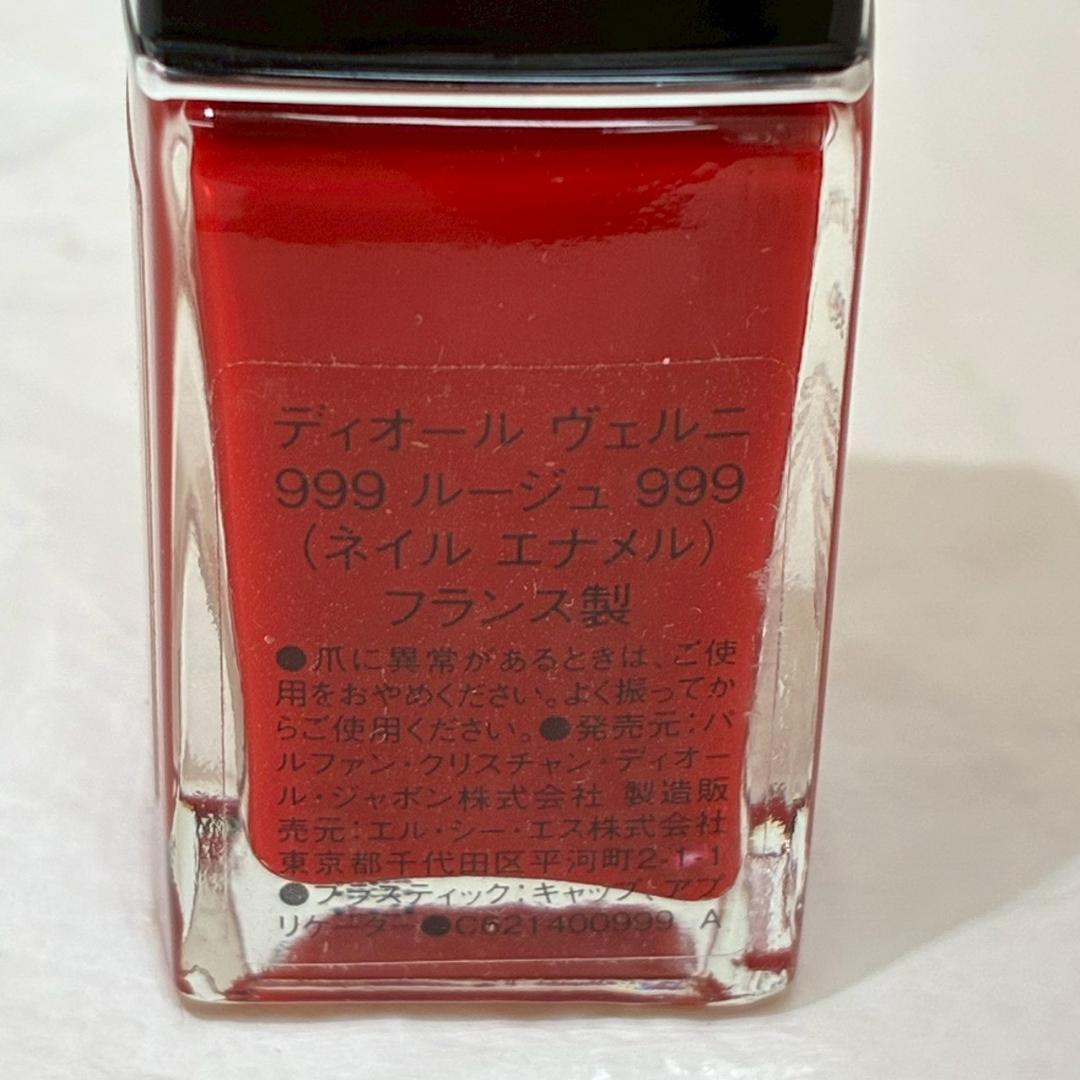 ディオール ヴェルニ
999 ルージュ 999
(ネイル エナメル)
フランス製
●爪に異常があるときは、ご使
用をおやめください。よく振ってか
らご使用ください。●発売元:パ
ルファン・クリスチャン・ディオー
ル・ジャポン株式会社 製造販
売元:エル・シー・エス株式会社
東京都千代田区平河町2-1-1
●プラスティック:キャップ、アプ
リケーター●C621400999 A